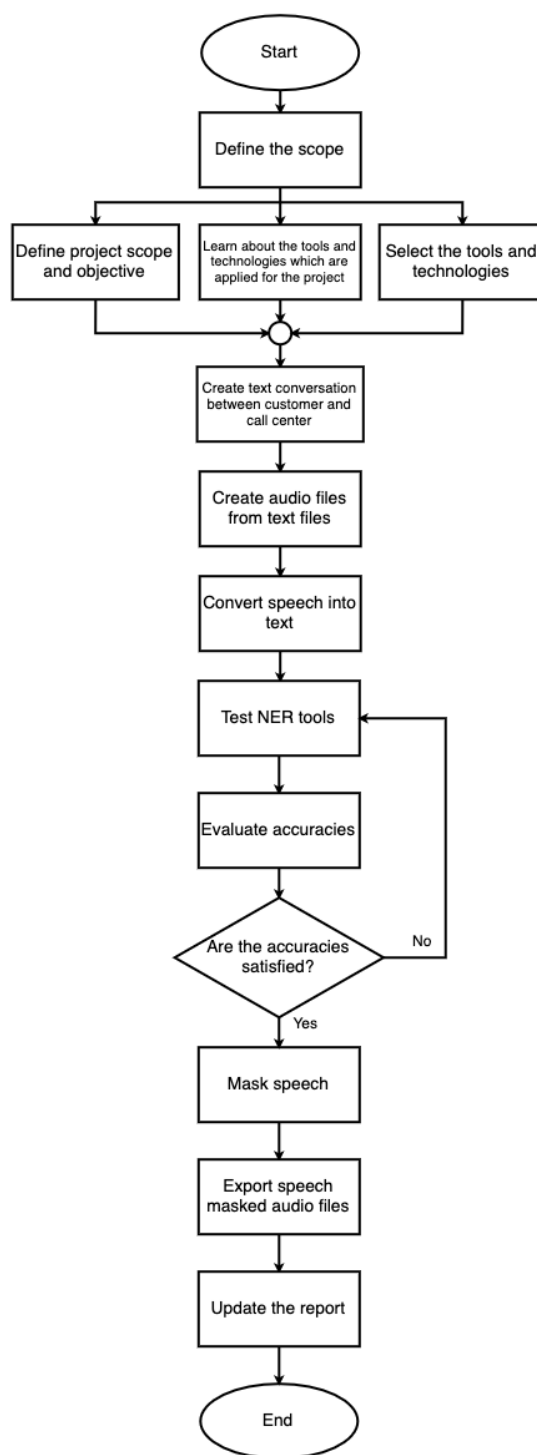 Start
Define the scope
Define project scope
and objective
Learn about the tools and
technologies which are
applied for the project
Select the tools and
technologies
Create text conversation
between customer and
call center
Create audio files
from text files
Convert speech into
text
Test NER tools
Evaluate accuracies
Are the accuracies
satisfied?
No
Yes
Mask speech
Export speech
masked audio files
Update the report
End